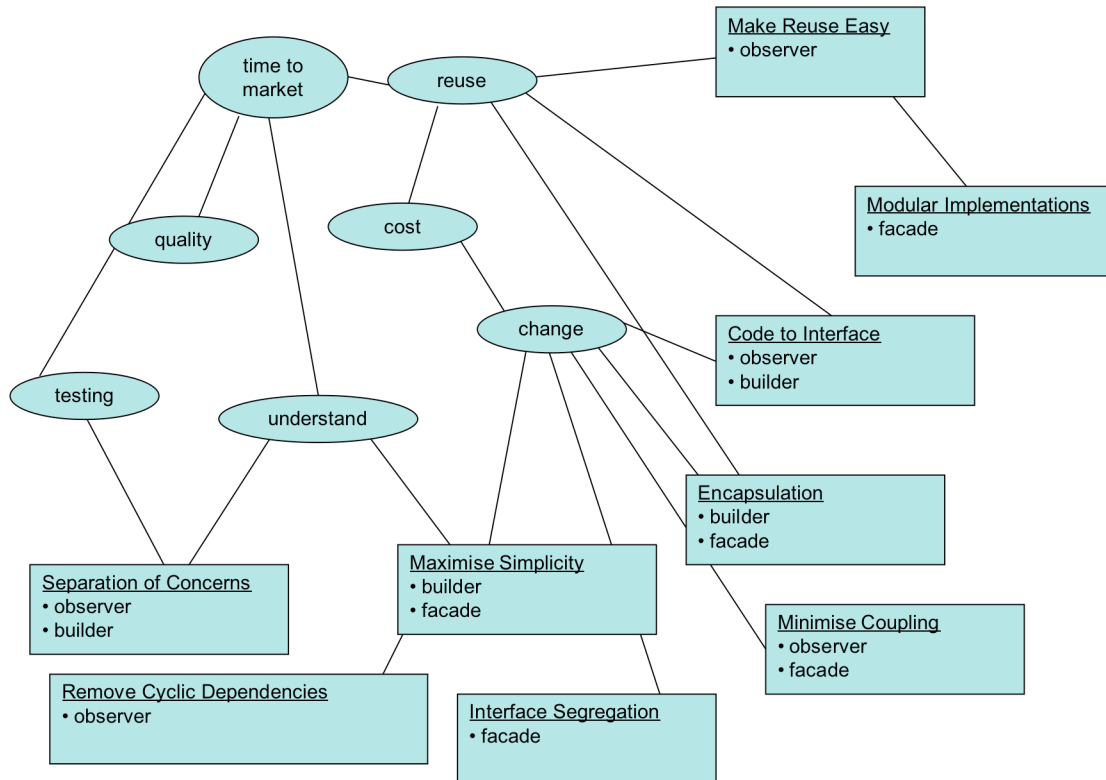 time to
market
reuse
Make Reuse Easy
• observer
Modular Implementations
• facade
quality
cost
change
Code to Interface
• observer
• builder
testing
understand
Encapsulation
• builder
• facade
Separation of Concerns
• observer
• builder
Maximise Simplicity
• builder
• facade
Minimise Coupling
• observer
• facade
Remove Cyclic Dependencies
• observer
Interface Segregation
• facade